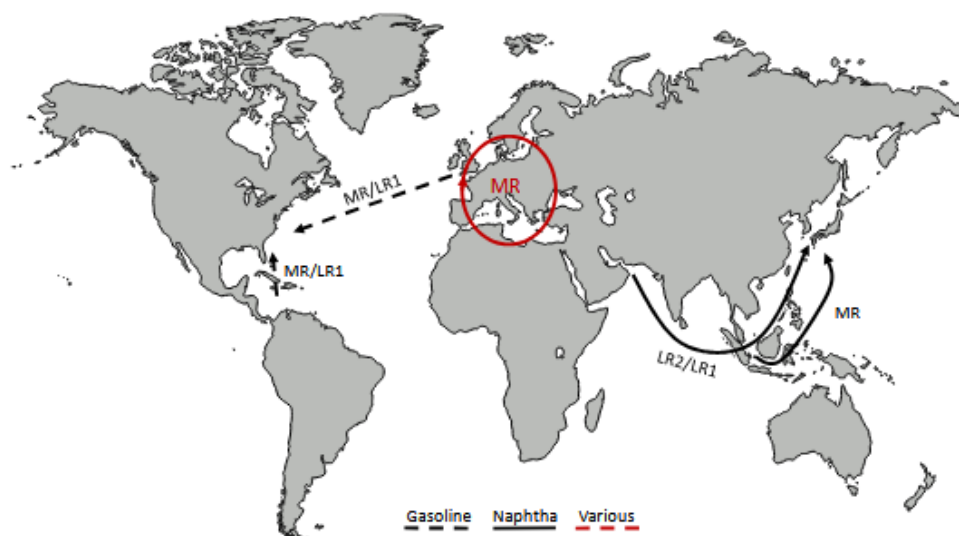 MR/LR1
MR
MR/LR1
MR
LR2/LR1
Gasoline Naphtha Various